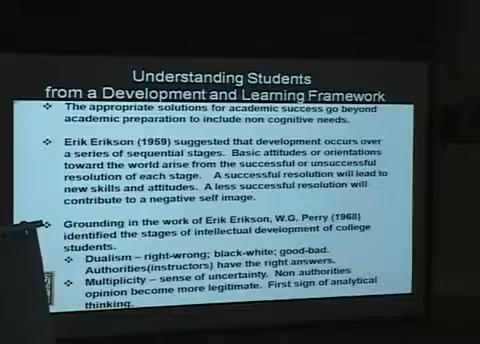 Understanding Students
from a Development and Learning Framework
The appropriate solutions for academic success go beyond
academic preparation to include non cognitive needs.
Erik Erikson (1959) suggested that development occurs over
a series of sequential stages. Basic attitudes or orientations
toward the world arise from the successful or unsuccessful
resolution of each stage. A successful resolution will lead to
new skills and attitudes. A less successful resolution will
contribute to a negative self image.
Grounding in the work of Erik Erikson, W.G. Perry (1968)
identified the stages of intellectual development of college
students.
Dualism - right-wrong; black-white; good-bad.
Authorities(instructors) have the right answers.
Multiplicity - sense of uncertainty. Non authorities
opinion become more legitimate. First sign of analytical
thinking.